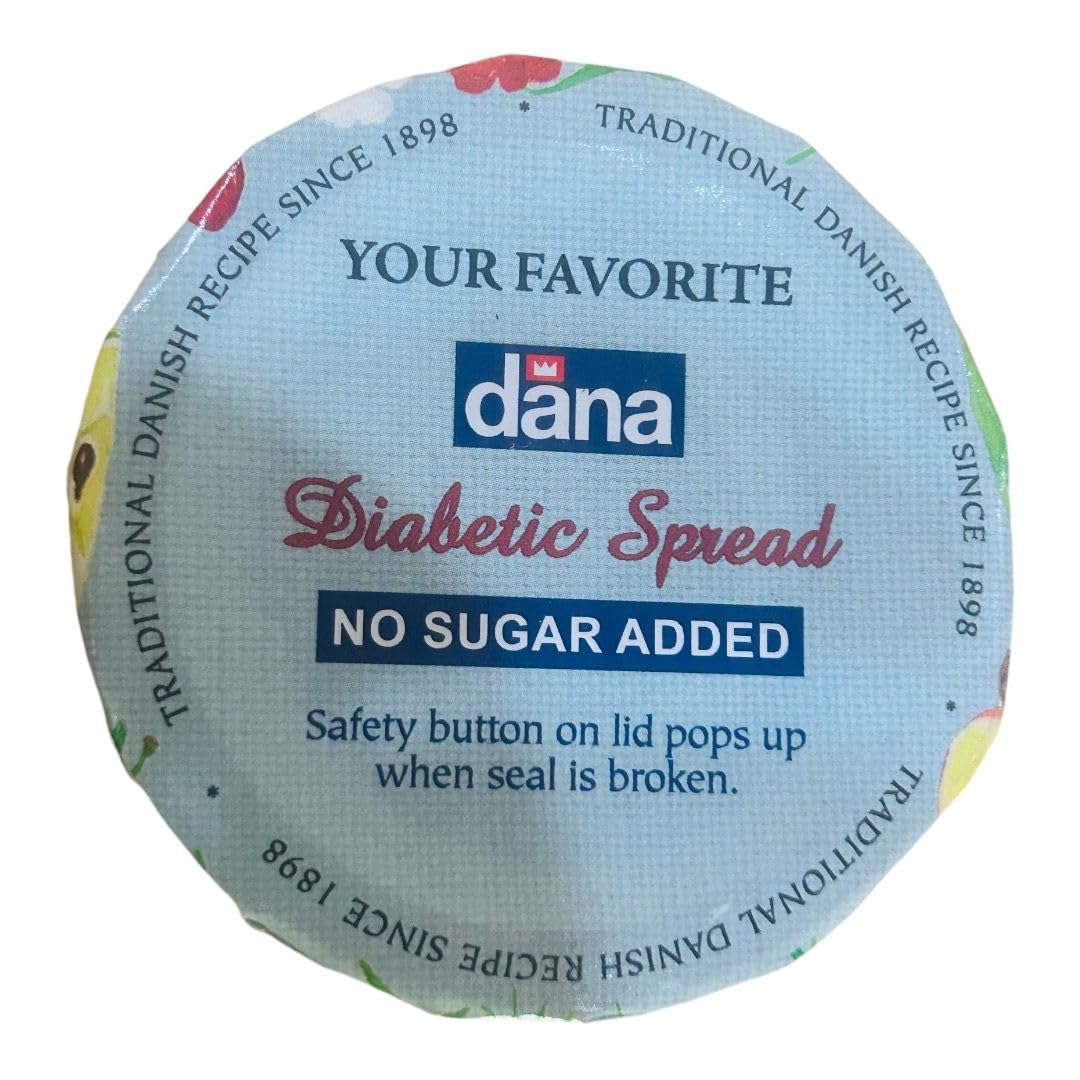 TRADITIONAL DANISH RECIPE SINCE 1898 *
TRADITIONAL DANISH RECIPE SINCE 1898 *
TRADITIONAL DANISH RECIPE SINCE 1898 *
YOUR FAVORITE
dana
Diabetic Spread
NO SUGAR ADDED
Safety button on lid pops up
when seal is broken.